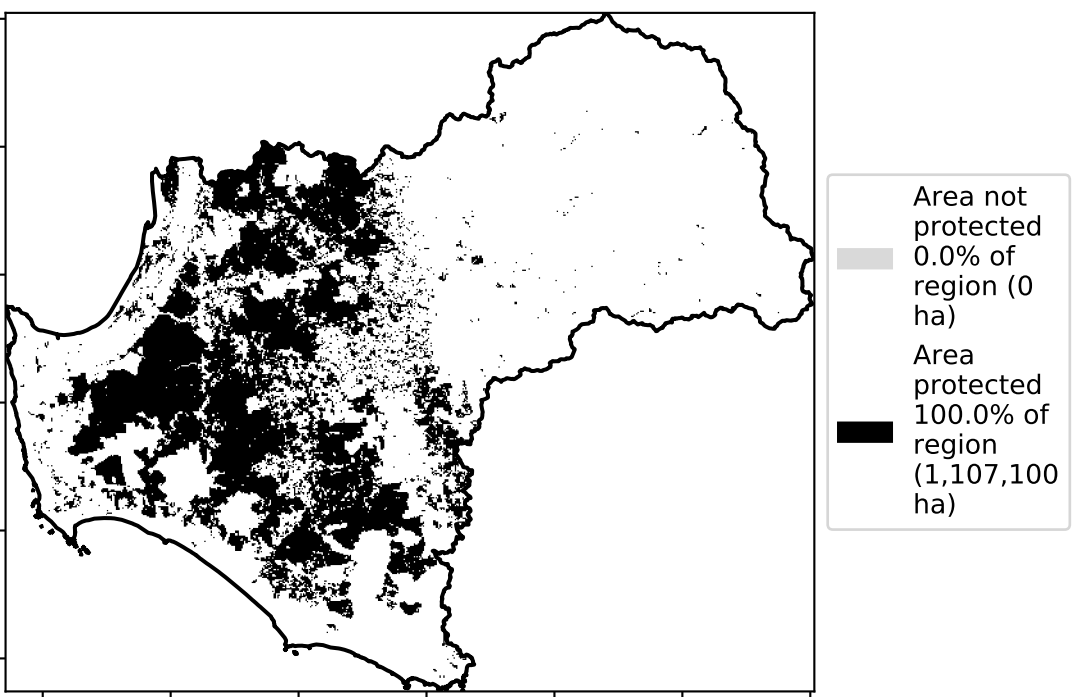 Area not
protected
0.0% of
region (0
ha)
Area
protected
100.0% of
region
(1,107,100
ha)